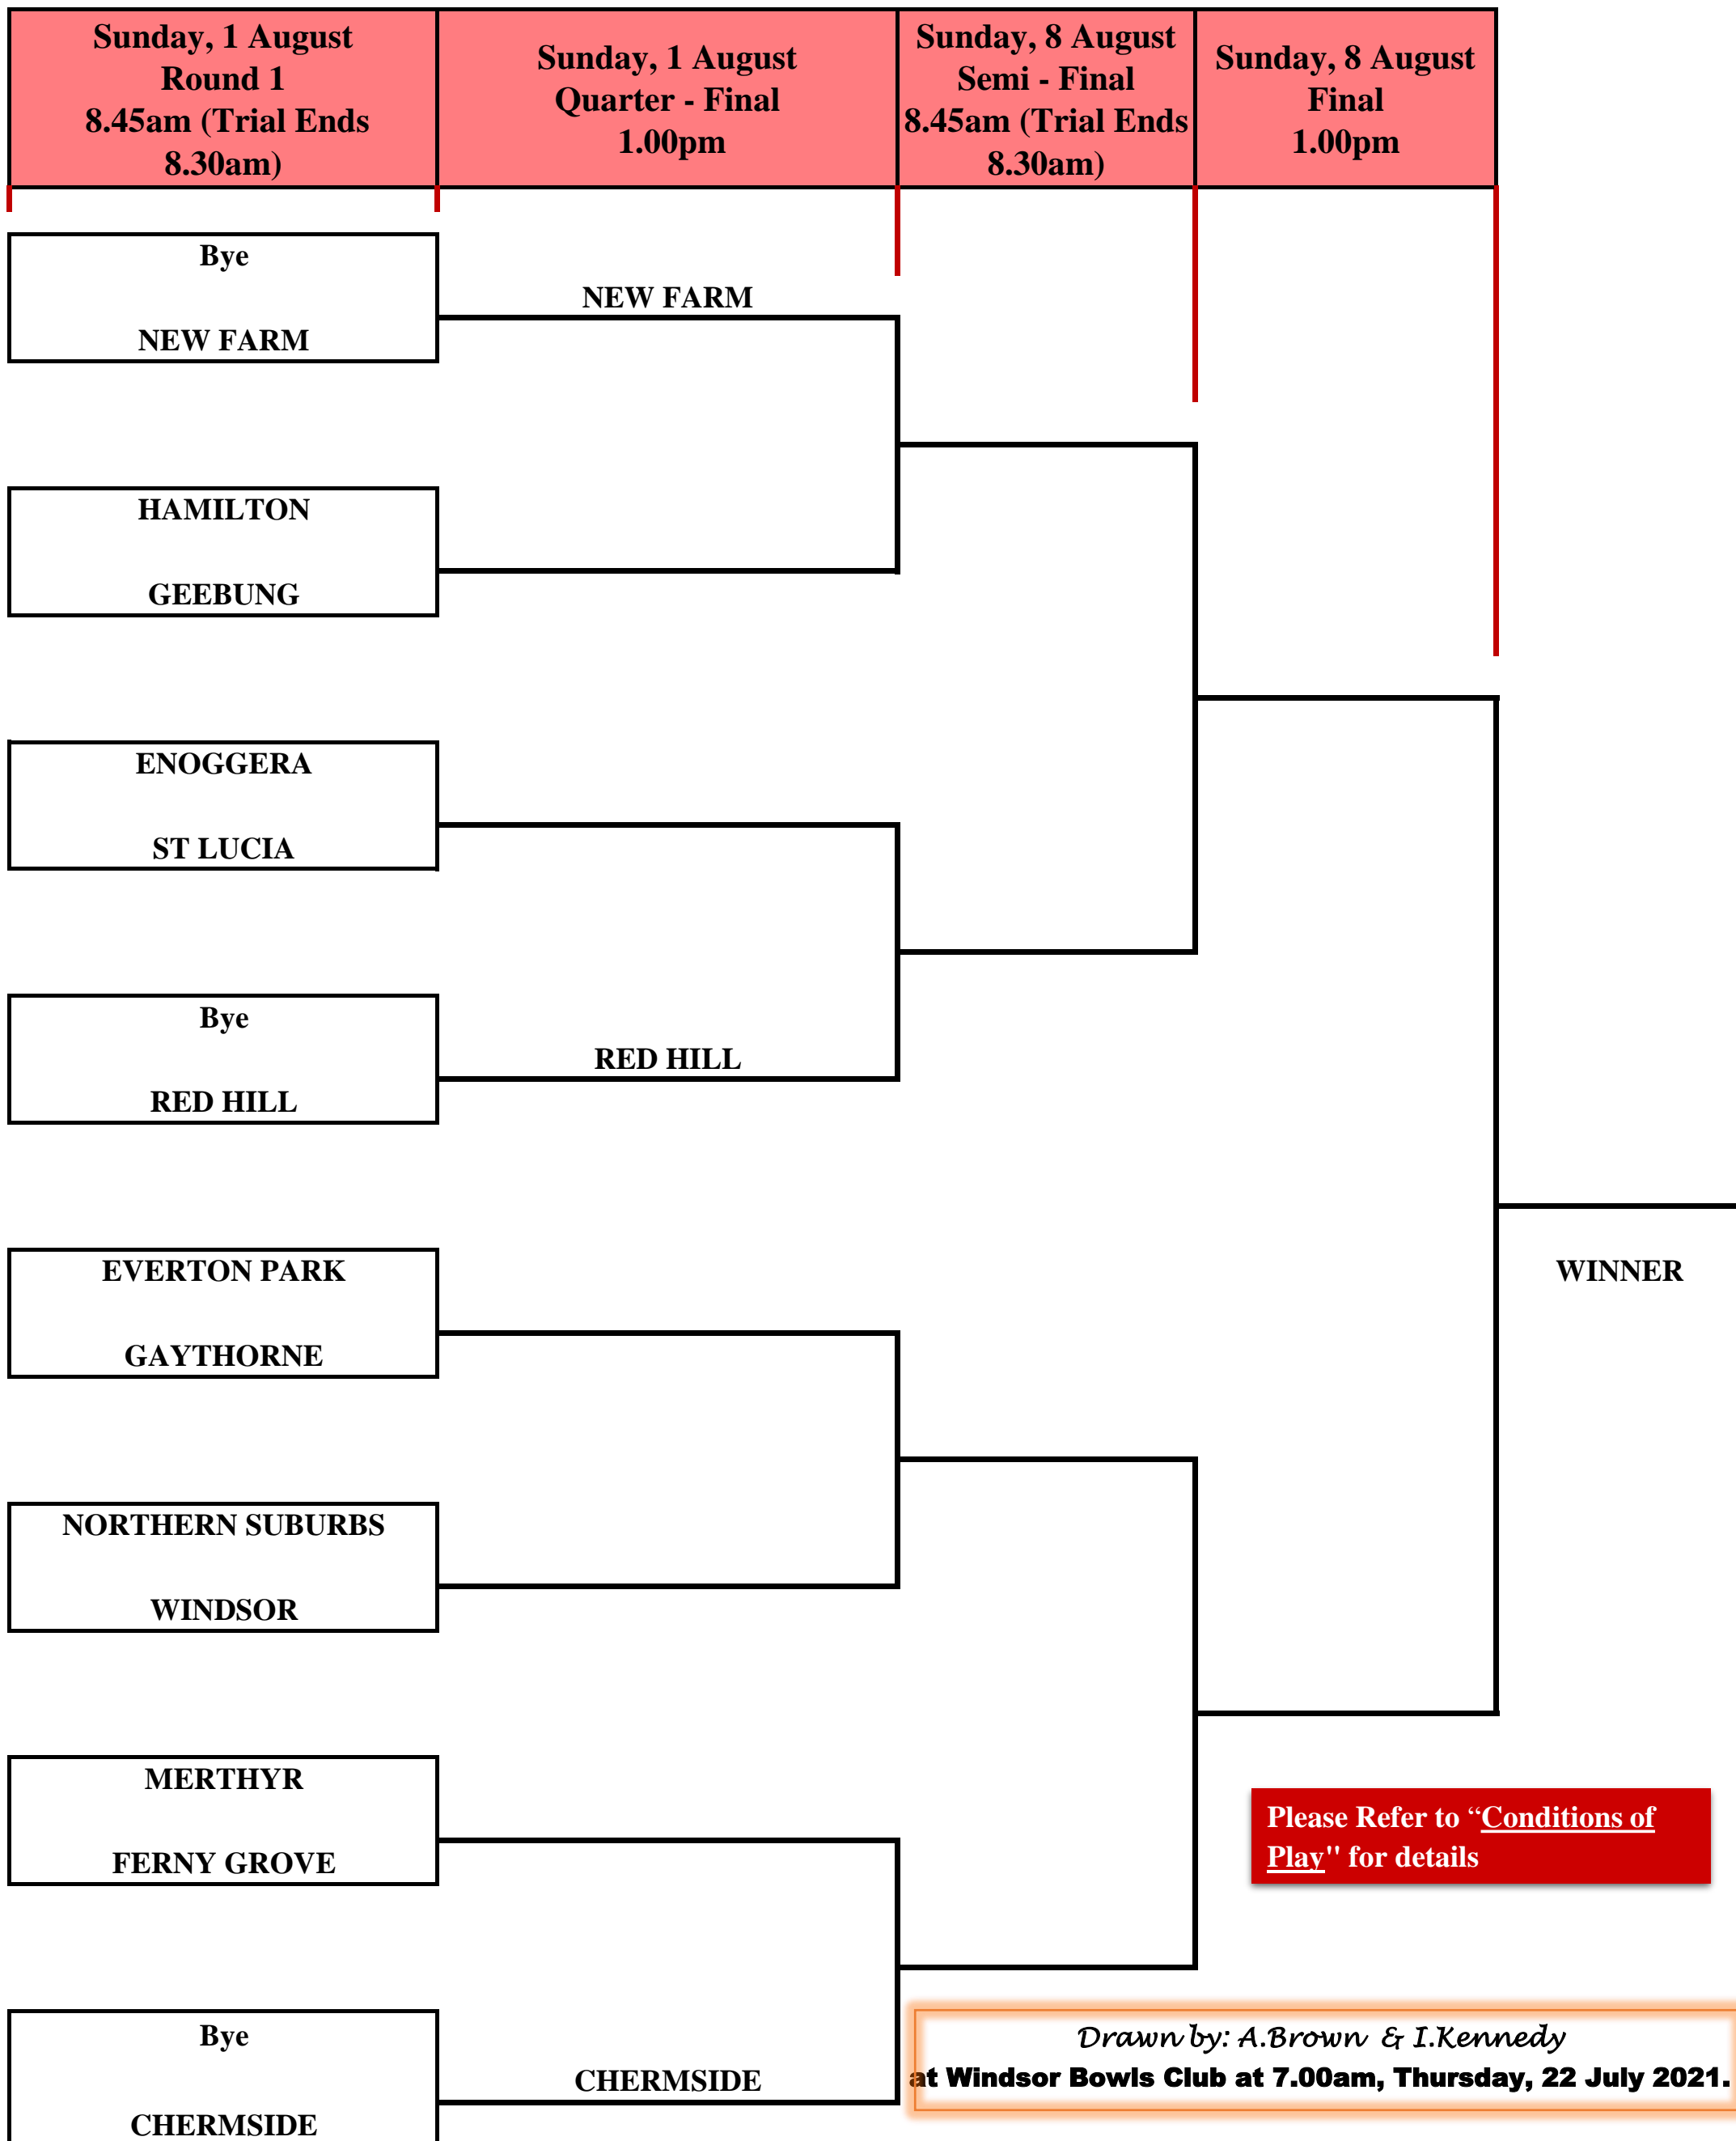 Sunday, 1 August
Round 1
8.45am (Trial Ends
8.30am)
Sunday, 1 August
Quarter - Final
1.00pm
Sunday, 8 August
Semi - Final
8.45am (Trial Ends
8.30am)
Sunday, 8 August
Final
1.00pm
Bye
NEW FARM
NEW FARM
HAMILTON
GEEBUNG
ENOGGERA
ST LUCIA
Bye
RED HILL
RED HILL
EVERTON PARK
GAYTHORNE
WINNER
NORTHERN SUBURBS
WINDSOR
MERTHYR
FERNY GROVE
Please Refer to “Conditions of
Play" for details
Bye
CHERMSIDE
CHERMSIDE
Drawn by: A.Brown & I.Kennedy
at Windsor Bowls Club at 7.00am, Thursday, 22 July 2021.